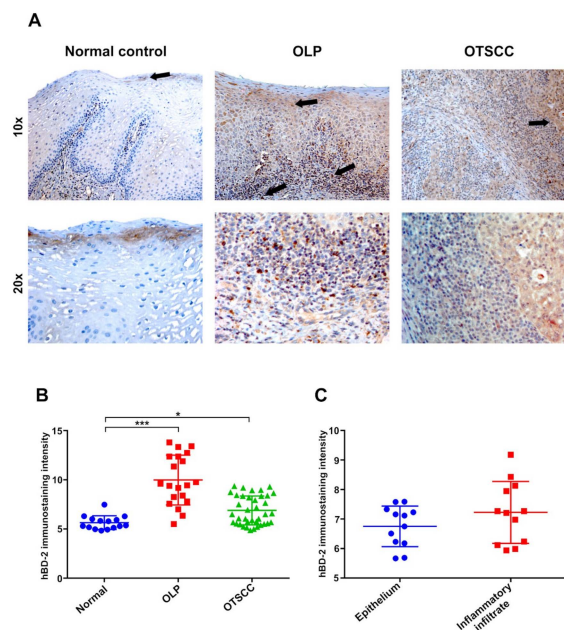 A
Normal control OLP OTSCC
10x
20x
B
hBD-2 immunostaining intensity
15
10
5
0
*
***
Normal
OLP
OTSCC
C
hBD-2 immunostaining intensity
10
9
8
7
6
5
Epithelium
Inflammatory
infiltrate